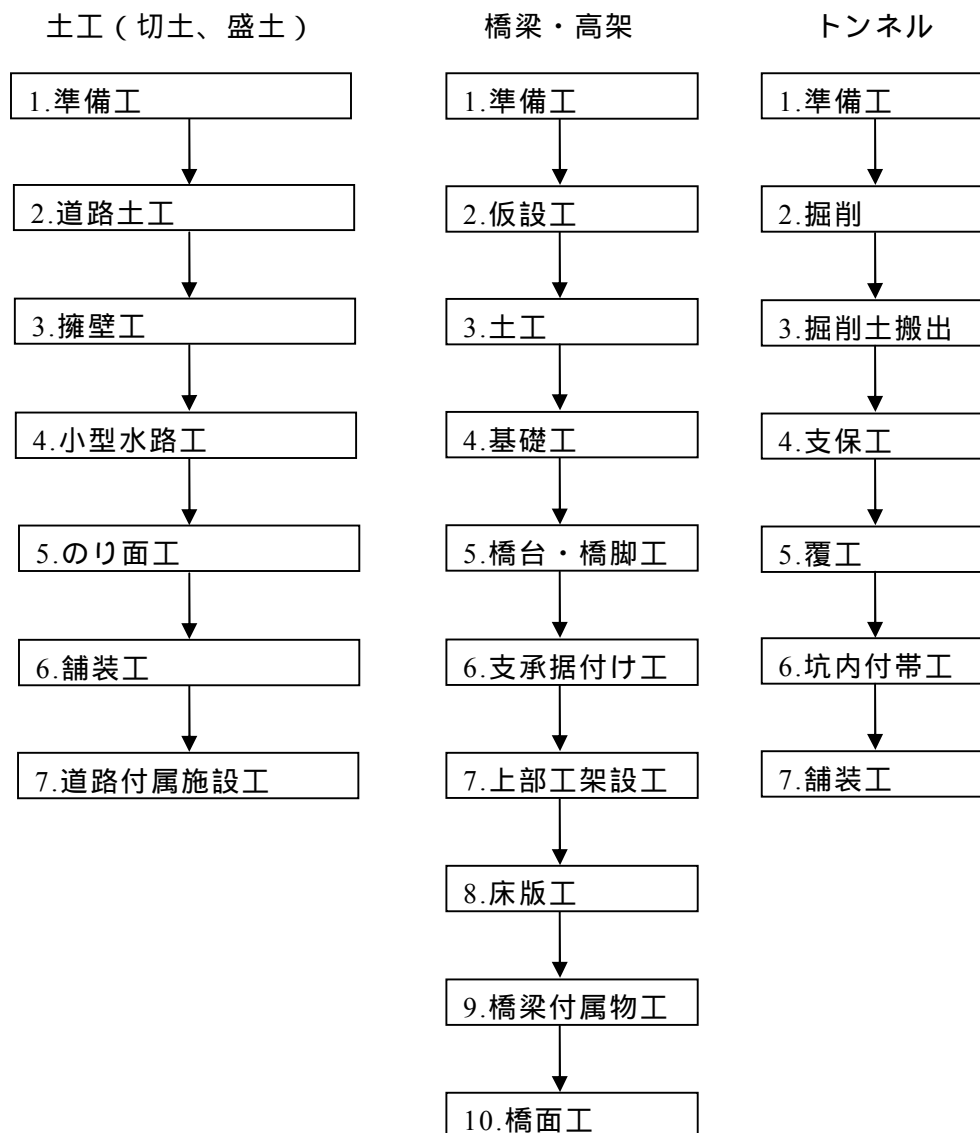 土工（切土、盛土）
1.準備工
2.道路土工
3.擁壁工
4.小型水路工
5.のり面工
6.舗装工
7.道路付属施設工
橋梁・高架
1.準備工
2.仮設工
3.土工
4.基礎工
5.橋台・橋脚工
6.支承据付け工
7.上部工架設工
8.床版工
9.橋梁付属物工
10.橋面工
トンネル
1.準備工
2.掘削
3.掘削土搬出
4.支保工
5.覆工
6.坑内付帯工
7.舗装工